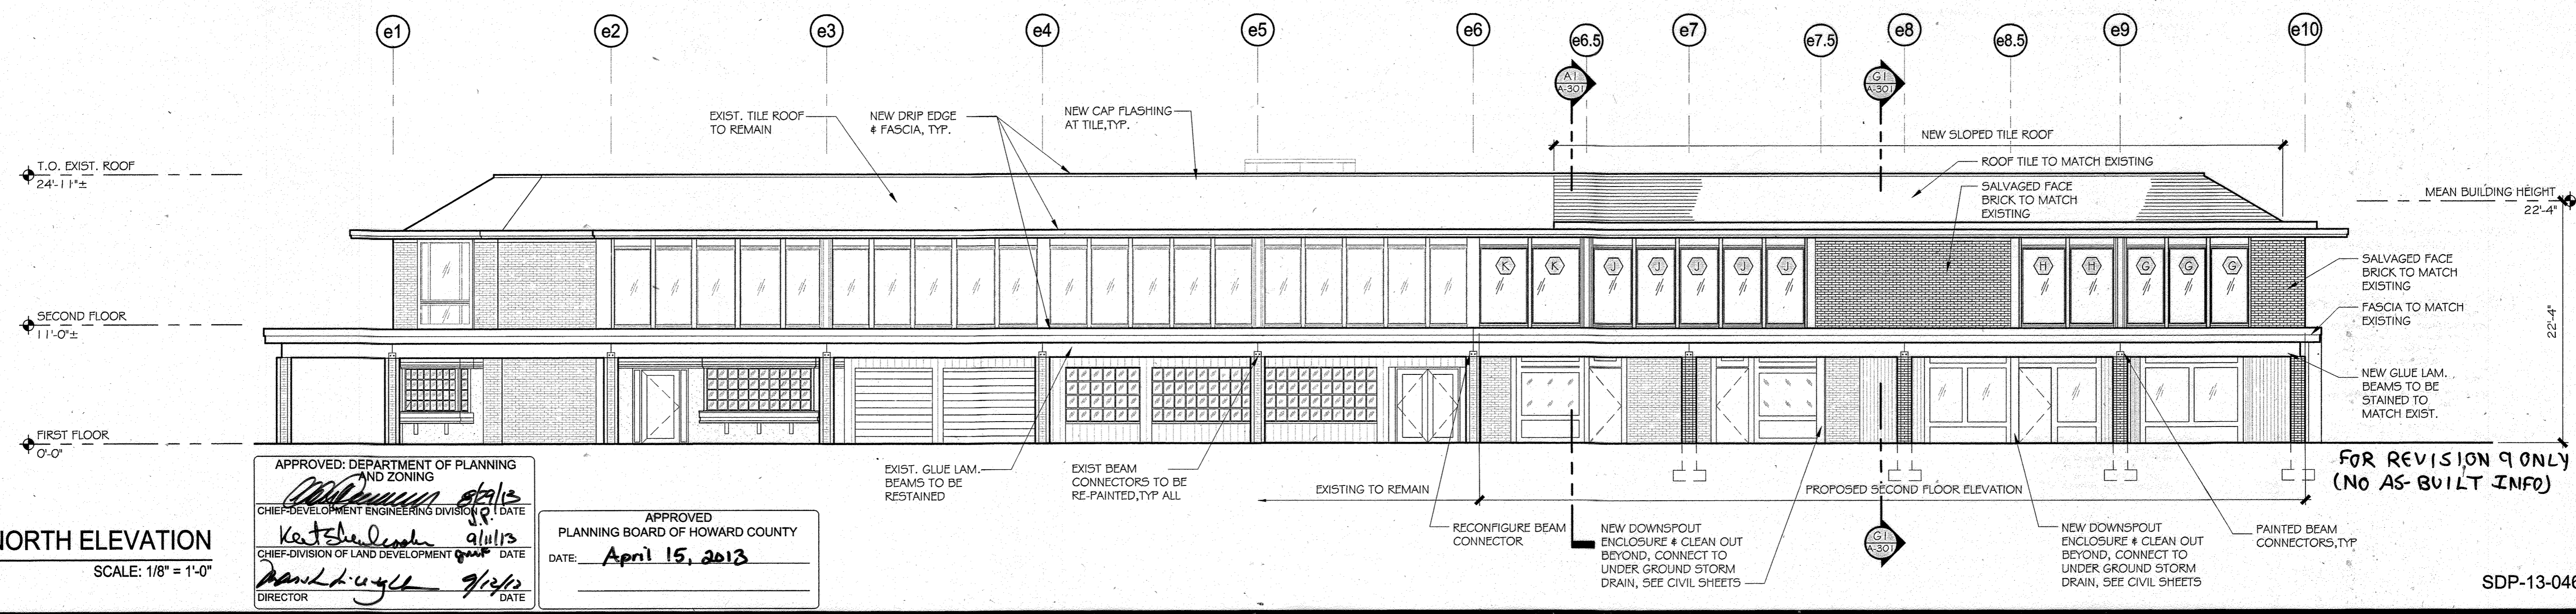 e1
e2
e3
e4
e5
e6
e6.5
e7
e7.5
e8
e8.5
e9
e10
A1
A-301
G1
A-301
EXIST. TILE ROOF
TO REMAIN
NEW DRIP EDGE
& FASCIA, TYP.
NEW CAP FLASHING
AT TILE,TYP.
NEW SLOPED TILE ROOF
ROOF TILE TO MATCH EXISTING
SALVAGED FACE
BRICK TO MATCH
EXISTING
T.O. EXIST. ROOF
24'-11"±
MEAN BUILDING HEIGHT
22'-4"
K
K
J
J
J
J
J
H
H
G
G
G
SALVAGED FACE
BRICK TO MATCH
EXISTING
FASCIA TO MATCH
EXISTING
22'-4"
SECOND FLOOR
11'-0"±
NEW GLUE LAM.
BEAMS TO BE
STAINED TO
MATCH EXIST.
FIRST FLOOR
0'-0"
EXIST. GLUE LAM.
BEAMS TO BE
RESTAINED
EXIST BEAM
CONNECTORS TO BE
RE-PAINTED,TYP ALL
EXISTING TO REMAIN
PROPOSED SECOND FLOOR ELEVATION
FOR REVISION 9 ONLY
(NO AS-BUILT INFO)
RECONFIGURE BEAM
CONNECTOR
NEW DOWNSPOUT
ENCLOSURE & CLEAN OUT
BEYOND, CONNECT TO
UNDER GROUND STORM
DRAIN, SEE CIVIL SHEETS
G1
A-301
NEW DOWNSPOUT
ENCLOSURE & CLEAN OUT
BEYOND, CONNECT TO
UNDER GROUND STORM
DRAIN, SEE CIVIL SHEETS
PAINTED BEAM
CONNECTORS,TYP
APPROVED: DEPARTMENT OF PLANNING
AND ZONING
8/29/13
CHIEF-DEVELOPMENT ENGINEERING DIVISION DATE
9/11/13
CHIEF-DIVISION OF LAND DEVELOPMENT DATE
9/12/13
DIRECTOR DATE
APPROVED
PLANNING BOARD OF HOWARD COUNTY
DATE: April 15, 2013
NORTH ELEVATION
SCALE: 1/8" = 1'-0"
SDP-13-046